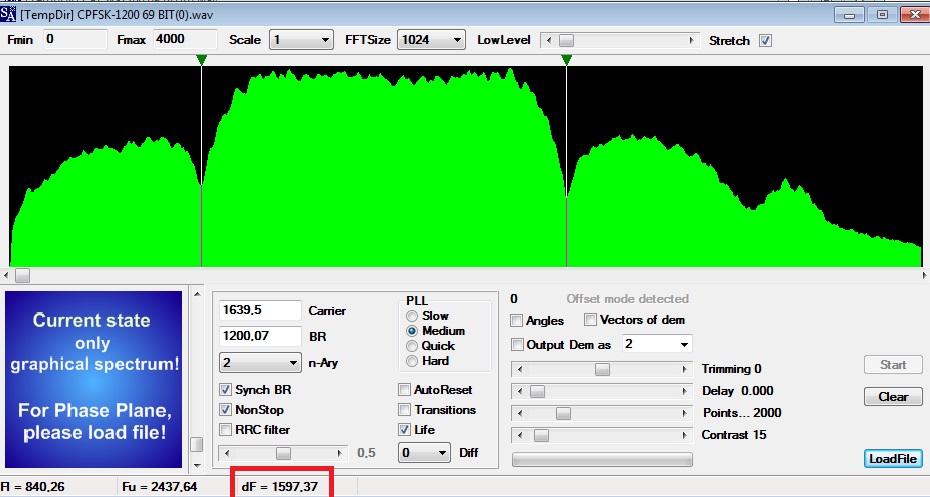 SA [TempDir] CPFSK-1200 69 BIT(0).wav
Fmin 0 Fmax 4000 Scale 1 FFTSize 1024 LowLevel Stretch
Current state
only
graphical spectrum!
For Phase Plane,
please load file!
1639,5 Carrier
1200,07 BR
2 n-Ary
Synch BR
NonStop
RRC filter
0,5
PLL
Slow
Medium
Quick
Hard
AutoReset
Transitions
Life
0 Diff
0 Offset mode detected
Angles Vectors of dem
Output Dem as 2
Trimming 0
Delay 0.000
Points... 2000
Contrast 15
Start
Clear
LoadFile
Fl = 840,26 Fu = 2437,64 dF = 1597,37